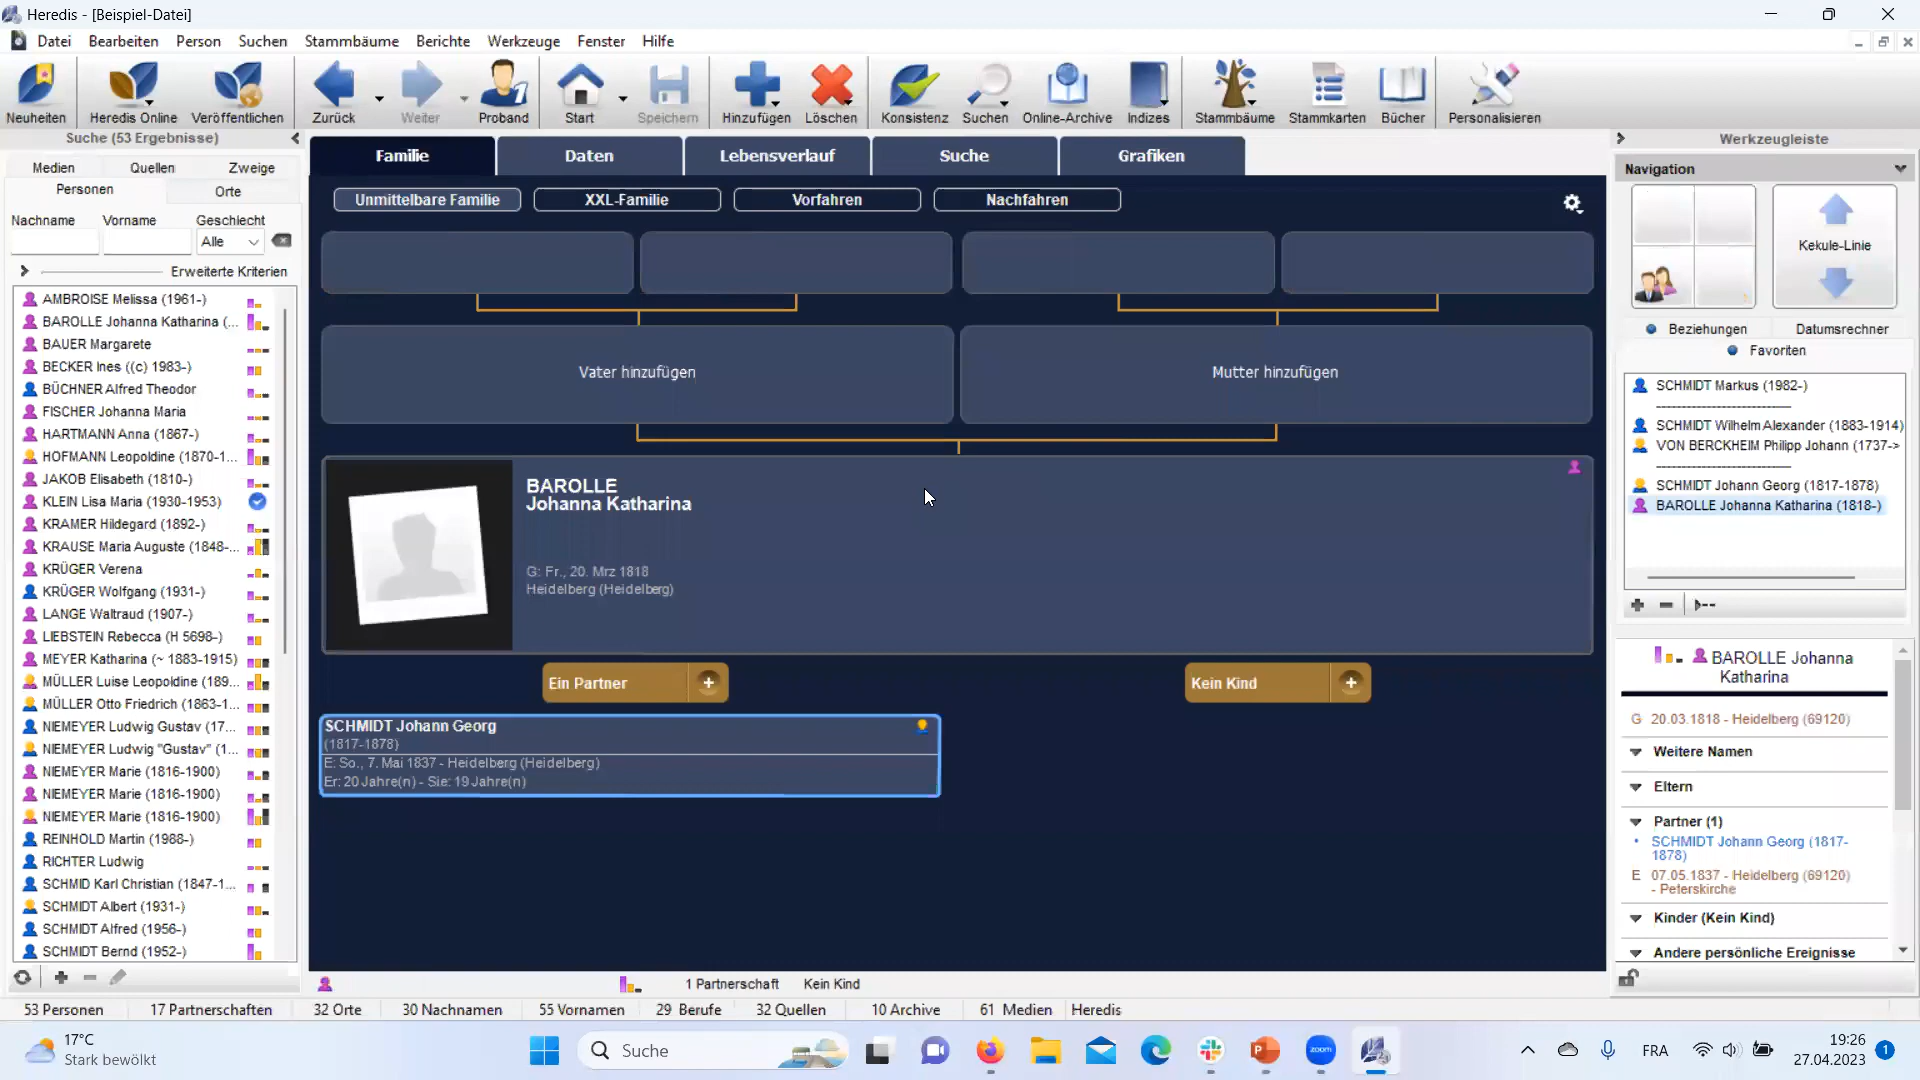 Heredis - [Beispiel-Datei]
Datei Bearbeiten Person Suchen Stammbäume Berichte Werkzeuge Fenster Hilfe
Neuheiten Heredis Online Veröffentlichen Zurück Weiter Proband Start Speichern Hinzufügen Löschen Konsistenz Suchen Online-Archive Indizes Stammbäume Stammkarten Bücher Personalisieren
Suche (53 Ergebnisse)
Medien Quellen Zweige
Personen Orte
Nachname Vorname Geschlecht
Alle
Erweiterte Kriterien
AMBROISE Melissa (1961-)
BAROLLE Johanna Katharina (...
BAUER Margarete
BECKER Ines ((c) 1983-)
BÜCHNER Alfred Theodor
FISCHER Johanna Maria
HARTMANN Anna (1867-)
HOFMANN Leopoldine (1870-1...
JAKOB Elisabeth (1810-)
KLEIN Lisa Maria (1930-1953)
KRAMER Hildegard (1892-)
KRAUSE Maria Auguste (1848-...
KRÜGER Verena
KRÜGER Wolfgang (1931-)
LANGE Waltraud (1907-)
LIEBSTEIN Rebecca (H 5698-)
MEYER Katharina (~ 1883-1915)
MÜLLER Luise Leopoldine (189...
MÜLLER Otto Friedrich (1863-1...
NIEMEYER Ludwig Gustav (17...
NIEMEYER Ludwig "Gustav" (1...
NIEMEYER Marie (1816-1900)
NIEMEYER Marie (1816-1900)
NIEMEYER Marie (1816-1900)
REINHOLD Martin (1988-)
RICHTER Ludwig
SCHMID Karl Christian (1847-1...
SCHMIDT Albert (1931-)
SCHMIDT Alfred (1956-)
SCHMIDT Bernd (1952-)
Familie Daten Lebensverlauf Suche Grafiken
Unmittelbare Familie XXL-Familie Vorfahren Nachfahren
Vater hinzufügen Mutter hinzufügen
BAROLLE
Johanna Katharina
G: Fr., 20. Mrz 1818
Heidelberg (Heidelberg)
Ein Partner + Kein Kind +
SCHMIDT Johann Georg
(1817-1878)
E: So., 7. Mai 1837 - Heidelberg (Heidelberg)
Er: 20 Jahre(n) - Sie: 19 Jahre(n)
1 Partnerschaft Kein Kind
Werkzeugleiste
Navigation
Kekule-Linie
Beziehungen Datumsrechner
Favoriten
SCHMIDT Markus (1982-)
--------------------------
SCHMIDT Wilhelm Alexander (1883-1914)
VON BERCKHEIM Philipp Johann (1737->
--------------------------
SCHMIDT Johann Georg (1817-1878)
BAROLLE Johanna Katharina (1818-)
BAROLLE Johanna
Katharina
G 20.03.1818 - Heidelberg (69120)
Weitere Namen
Eltern
Partner (1)
SCHMIDT Johann Georg (1817-
1878)
E 07.05.1837 - Heidelberg (69120)
- Peterskirche
Kinder (Kein Kind)
Andere persönliche Ereignisse
53 Personen 17 Partnerschaften 32 Orte 30 Nachnamen 55 Vornamen 29 Berufe 32 Quellen 10 Archive 61 Medien Heredis
17°C
Stark bewölkt
Suche
zoom
FRA
19:26
27.04.2023
1